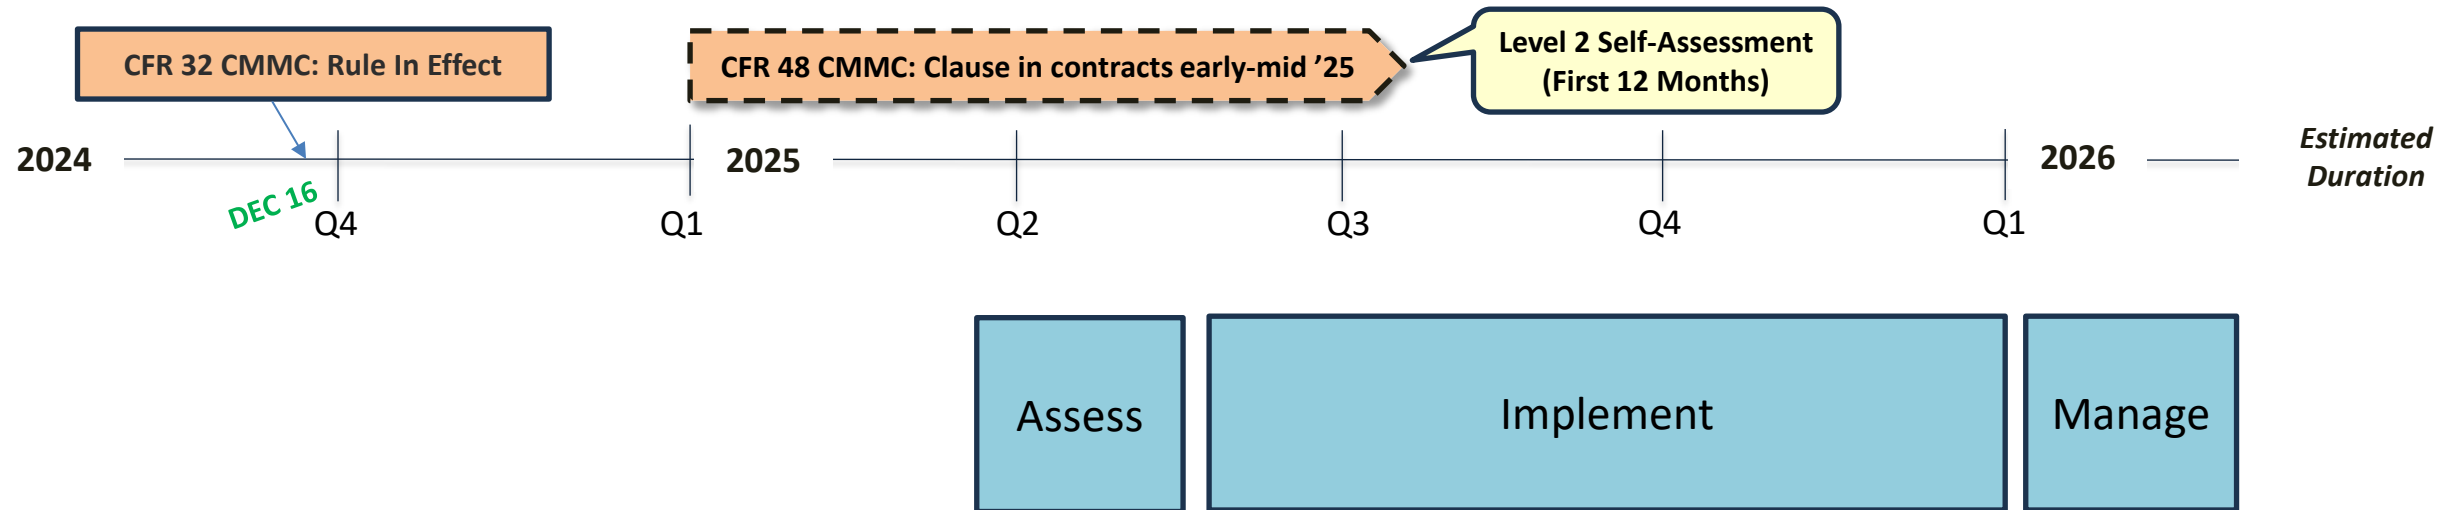 CFR 32 CMMC: Rule In Effect
CFR 48 CMMC: Clause in contracts early-mid ’25
Level 2 Self-Assessment
(First 12 Months)
2024
2025
2026
Estimated
Duration
DEC 16
Q4
Q1
Q2
Q3
Q4
Q1
Assess
Implement
Manage